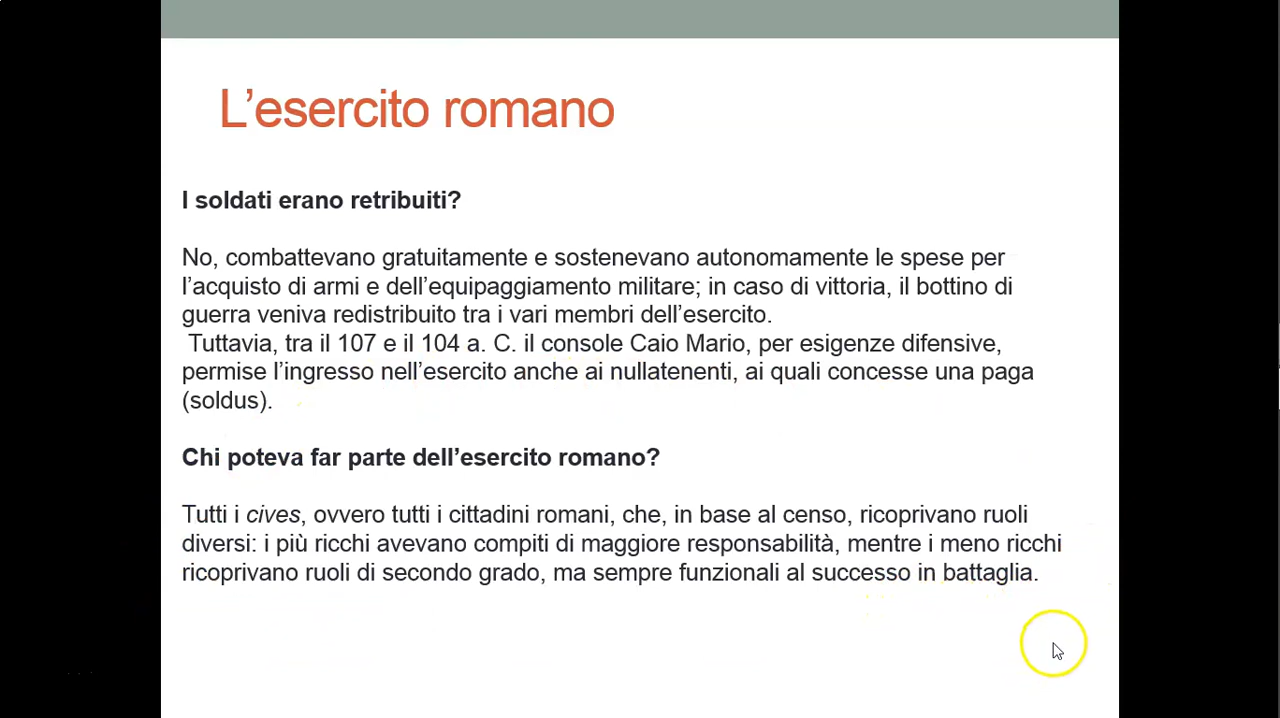 L’esercito romano
I soldati erano retribuiti?
No, combattevano gratuitamente e sostenevano autonomamente le spese per
l’acquisto di armi e dell’equipaggiamento militare; in caso di vittoria, il bottino di
guerra veniva redistribuito tra i vari membri dell’esercito.
Tuttavia, tra il 107 e il 104 a. C. il console Caio Mario, per esigenze difensive,
permise l’ingresso nell’esercito anche ai nullatenenti, ai quali concesse una paga
(soldus).
Chi poteva far parte dell’esercito romano?
Tutti i cives, ovvero tutti i cittadini romani, che, in base al censo, ricoprivano ruoli
diversi: i più ricchi avevano compiti di maggiore responsabilità, mentre i meno ricchi
ricoprivano ruoli di secondo grado, ma sempre funzionali al successo in battaglia.